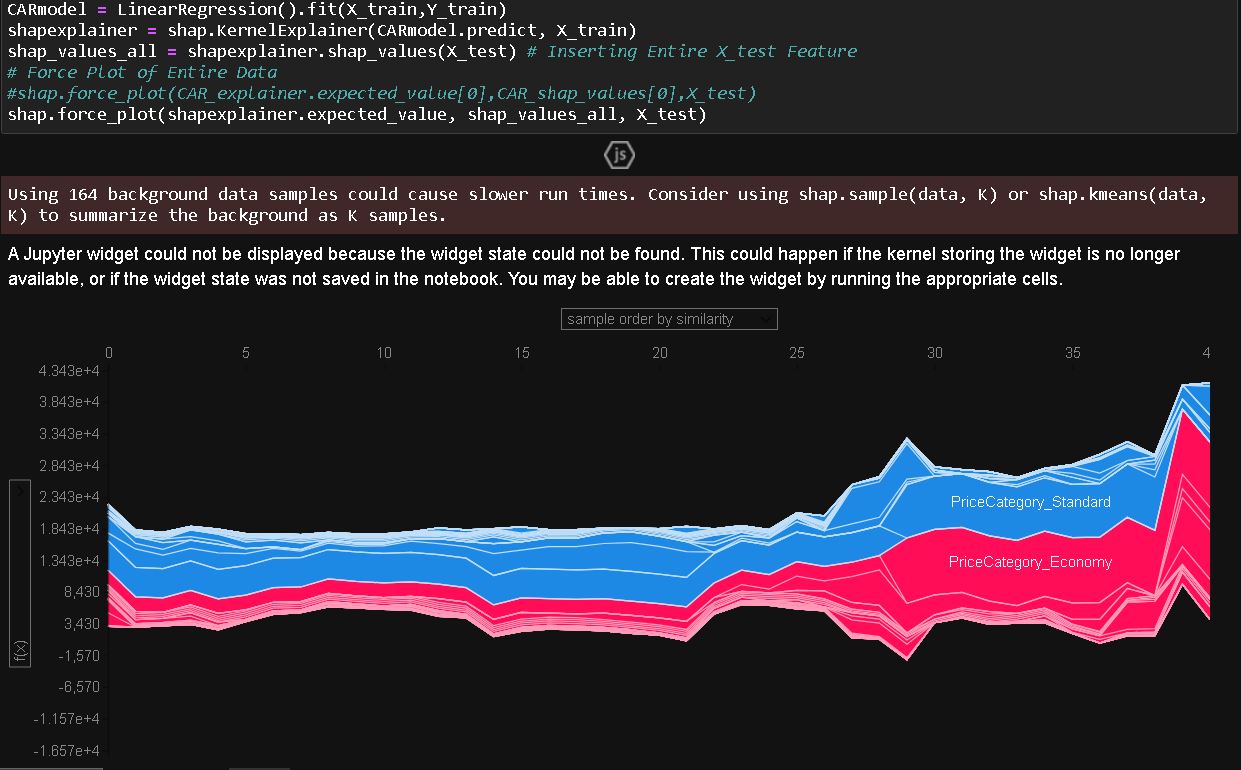 CARmodel = LinearRegression().fit(X_train,Y_train)
shapexplainer = shap.KernelExplainer(CARmodel.predict, X_train)
shap_values_all = shapexplainer.shap_values(X_test) # Inserting Entire X_test Feature
# Force Plot of Entire Data
#shap.force_plot(CAR_explainer.expected_value[0],CAR_shap_values[0],X_test)
shap.force_plot(shapexplainer.expected_value, shap_values_all, X_test)
js
Using 164 background data samples could cause slower run times. Consider using shap.sample(data, K) or shap.kmeans(data,
K) to summarize the background as K samples.
A Jupyter widget could not be displayed because the widget state could not be found. This could happen if the kernel storing the widget is no longer
available, or if the widget state was not saved in the notebook. You may be able to create the widget by running the appropriate cells.
sample order by similarity
0 5 10 15 20 25 30 35 4
4.343e+4
3.843e+4
3.343e+4
2.843e+4
2.343e+4
1.843e+4
1.343e+4
8,430
3,430
-1,570
-6,570
-1.157e+4
-1.657e+4
f(x)
PriceCategory_Standard
PriceCategory_Economy